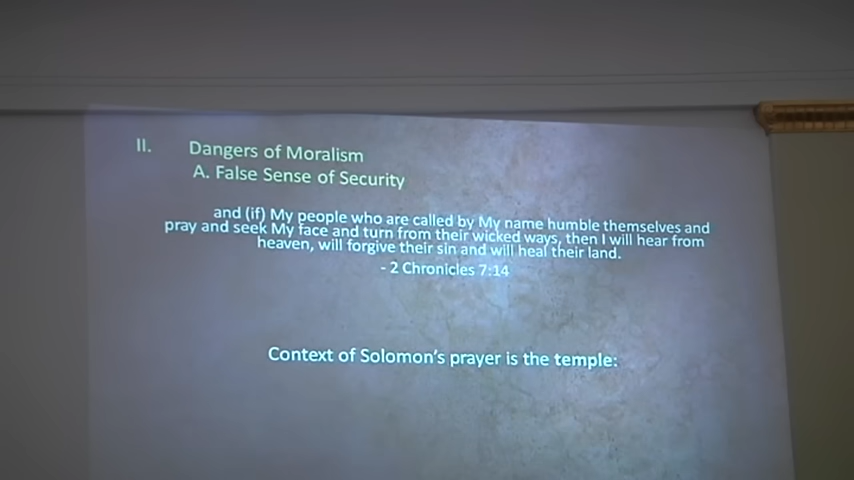 II. Dangers of Moralism
A. False Sense of Security
and (if) My people who are called by My name humble themselves and
pray and seek My face and turn from their wicked ways, then I will hear from
heaven, will forgive their sin and will heal their land.
- 2 Chronicles 7:14
Context of Solomon's prayer is the temple: